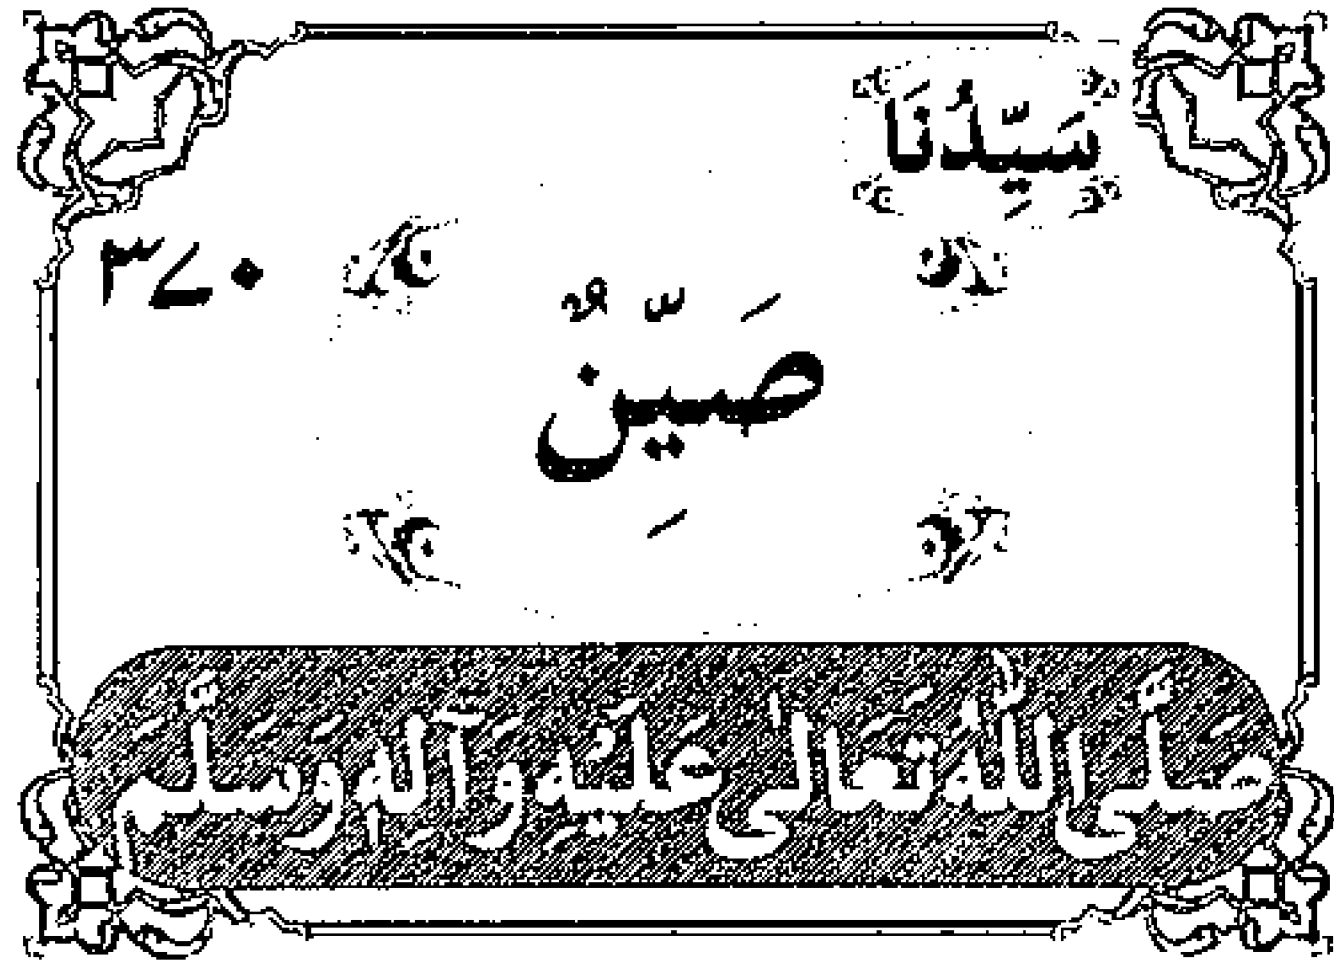 سَيِّدُنَا
۳۷۰
صَيِّنٌ
صَلَّى اللّٰهُ تَعَالٰى عَلَيْهِ وَآلِهٖ وَسَلَّمَ